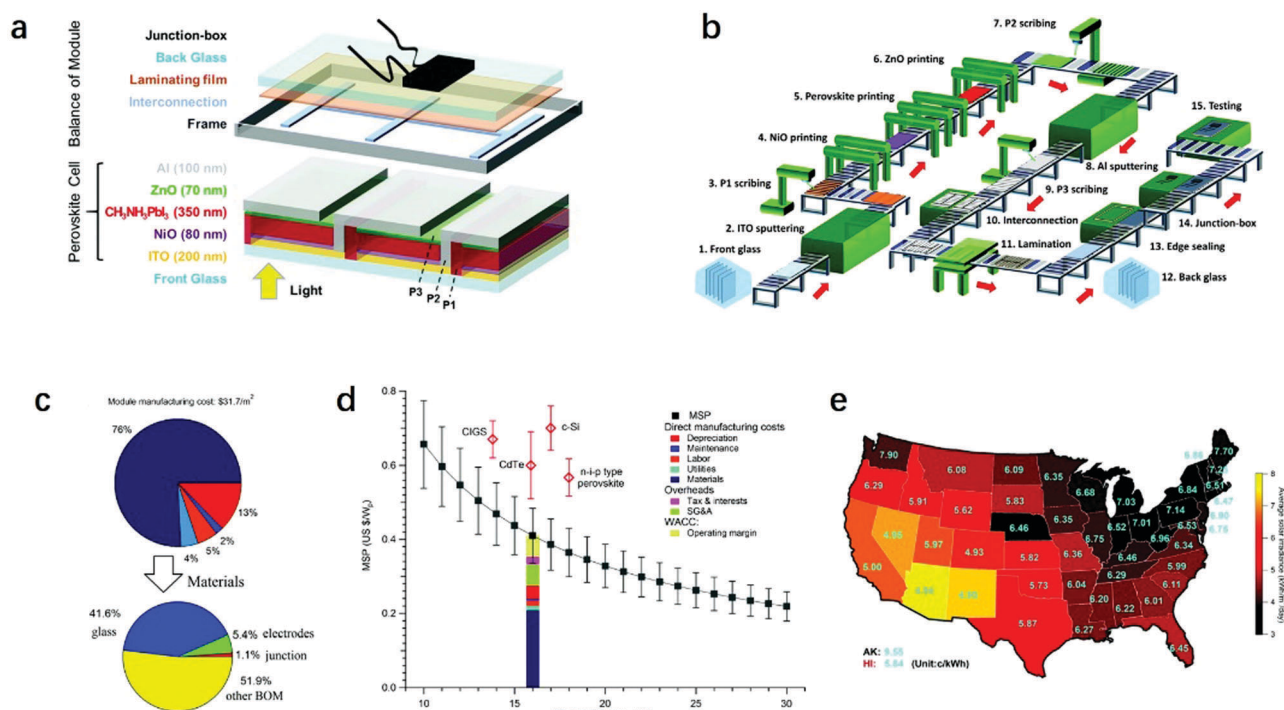 a
Balance of Module
Junction-box
Back Glass
Laminating film
Interconnection
Frame
Perovskite Cell
Al (100 nm)
ZnO (70 nm)
CH₃NH₃PbI₃ (350 nm)
NiO (80 nm)
ITO (200 nm)
Front Glass
Light
P3
P2
P1
b
1. Front glass
2. ITO sputtering
3. P1 scribing
4. NiO printing
5. Perovskite printing
6. ZnO printing
7. P2 scribing
8. Al sputtering
9. P3 scribing
10. Interconnection
11. Lamination
12. Back glass
13. Edge sealing
14. Junction-box
15. Testing
c
Module manufacturing cost: $31.7/m²
76%
13%
2%
5%
4%
Materials
41.6%
glass
5.4% electrodes
1.1% junction
51.9%
other BOM
d
MSP (US $/Wₚ)
0.8
0.6
0.4
0.2
0.0
10
15
20
25
30
CIGS
CdTe
c-Si
n-i-p type
perovskite
MSP
Direct manufacturing costs
Depreciation
Maintenance
Labor
Utilities
Materials
Overheads
Tax & interests
SG&A
WACC:
Operating margin
e
7.90
6.08
6.09
6.35
6.68
7.03
6.84
7.70
6.51
6.29
5.91
5.62
5.83
6.46
6.35
6.52
7.01
7.14
6.53
6.75
6.96
6.34
5.00
5.97
4.93
5.82
6.36
6.46
6.29
5.99
6.11
5.73
6.04
6.20
6.22
6.01
5.87
6.27
6.45
AK:
HI:
(Unit:c/kWh)
8
7
6
5
4
3